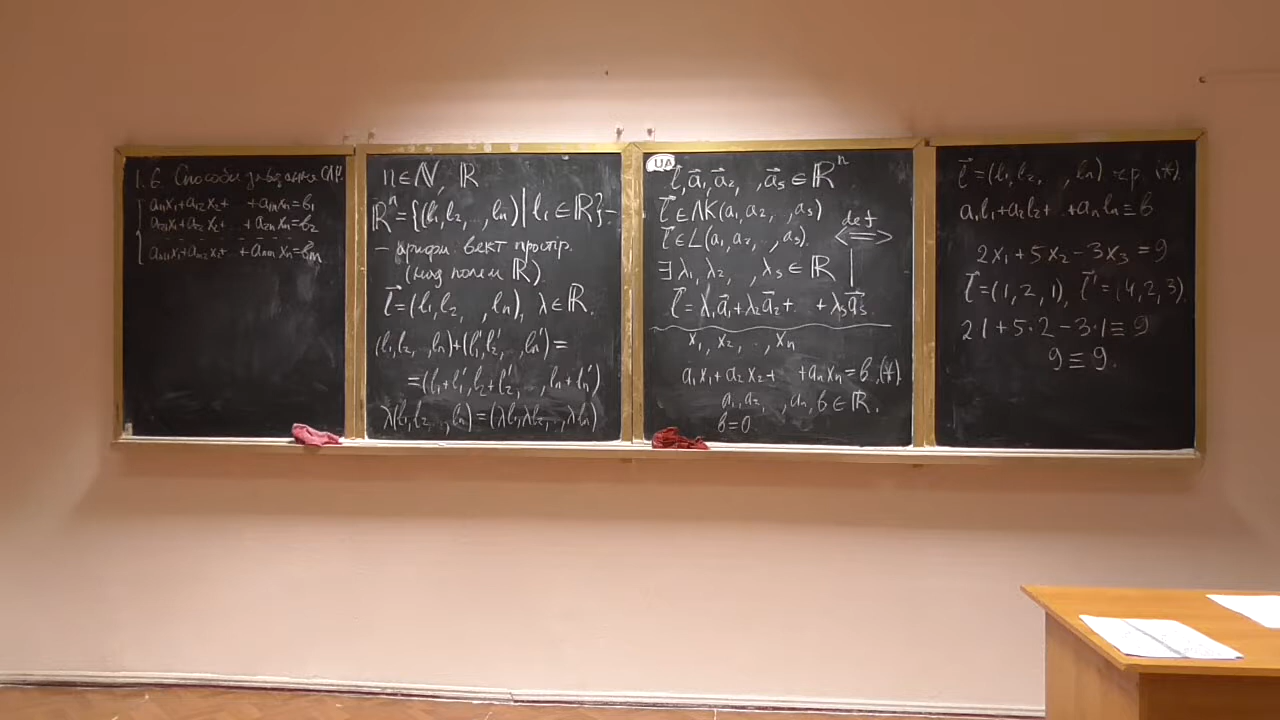 1.6. Способи завдання СЛР.
a₁₁x₁+a₁₂x₂+ .. +a₁ₙxₙ=b₁
a₂₁x₁+a₂₂x₂+ .. +a₂ₙxₙ=b₂
aₘ₁x₁+aₘ₂x₂+ .. +aₘₙxₙ=bₘ
n∈ℕ, ℝ
ℝⁿ={(l₁,l₂, .. ,lₙ)|lᵢ∈ℝ}–
– арифм. вект простір.
(над полем ℝ).
l⃗=(l₁,l₂, .. ,lₙ), λ∈ℝ.
(l₁,l₂, .. ,lₙ)+(l₁',l₂', .. ,lₙ')=
=(l₁+l₁',l₂+l₂', .. ,lₙ+lₙ')
λ(l₁,l₂, .. ,lₙ)=(λl₁,λl₂, .. ,λlₙ)
UA
l⃗,a⃗₁,a⃗₂, .. ,a⃗ₛ∈ℝⁿ
l⃗∈ЛК(a₁,a₂, .. ,aₛ)
l⃗∈L(a₁,a₂, .. ,aₛ). def ⟺
∃λ₁,λ₂, .. ,λₛ∈ℝ |
l⃗=λ₁a⃗₁+λ₂a⃗₂+ .. +λₛa⃗ₛ.
x₁, x₂, .. , xₙ
a₁x₁+a₂x₂+ .. +aₙxₙ=b,(*).
a₁,a₂, .. ,aₙ,b∈ℝ.
b=0.
l⃗=(l₁,l₂, .. ,lₙ) (*).
a₁l₁+a₂l₂+ .. +aₙlₙ≡b
2x₁+5x₂−3x₃=9
l⃗=(1,2,1), l⃗'=(4,2,3).
2·1+5·2−3·1≡9
9≡9.